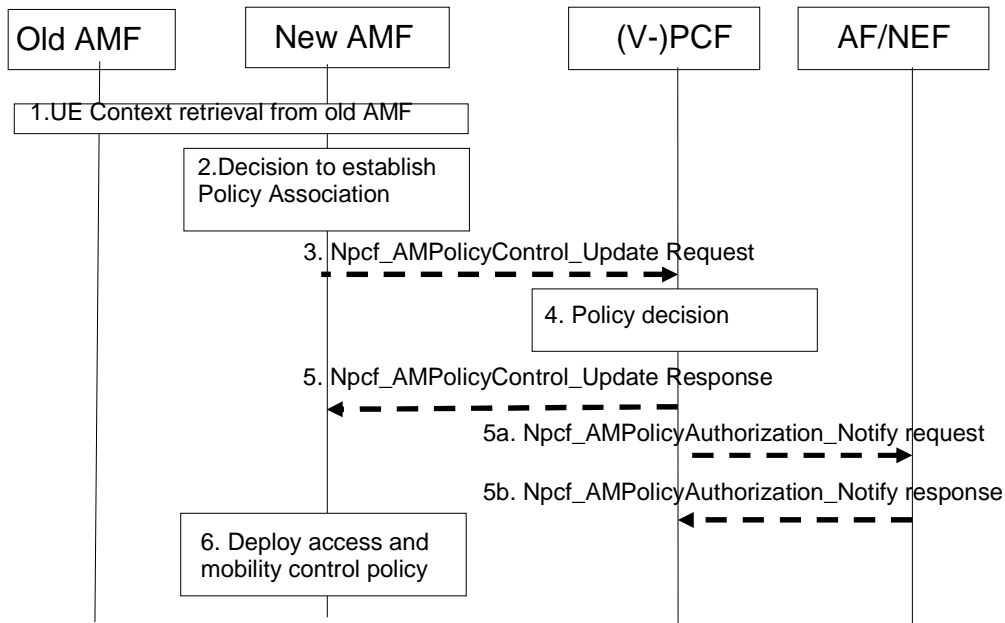 Old AMF
New AMF
(V-)PCF
AF/NEF
1.UE Context retrieval from old AMF
2.Decision to establish
Policy Association
3. Npcf_AMPolicyControl_Update Request
4. Policy decision
5. Npcf_AMPolicyControl_Update Response
5a. Npcf_AMPolicyAuthorization_Notify request
5b. Npcf_AMPolicyAuthorization_Notify response
6. Deploy access and
mobility control policy